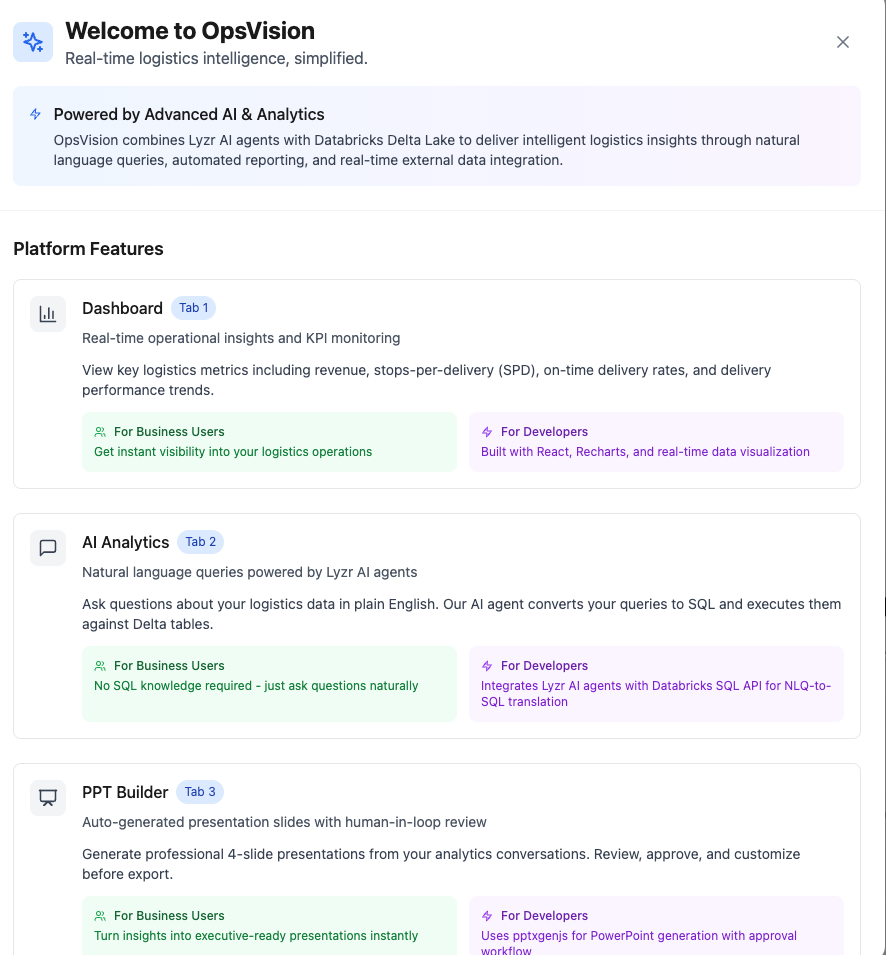 Welcome to OpsVision
Real-time logistics intelligence, simplified.
Powered by Advanced AI & Analytics
OpsVision combines Lyzr AI agents with Databricks Delta Lake to deliver intelligent logistics insights through natural
language queries, automated reporting, and real-time external data integration.
Platform Features
Dashboard Tab 1
Real-time operational insights and KPI monitoring
View key logistics metrics including revenue, stops-per-delivery (SPD), on-time delivery rates, and delivery
performance trends.
For Business Users
Get instant visibility into your logistics operations
For Developers
Built with React, Recharts, and real-time data visualization
AI Analytics Tab 2
Natural language queries powered by Lyzr AI agents
Ask questions about your logistics data in plain English. Our AI agent converts your queries to SQL and executes them
against Delta tables.
For Business Users
No SQL knowledge required - just ask questions naturally
For Developers
Integrates Lyzr AI agents with Databricks SQL API for NLQ-to-
SQL translation
PPT Builder Tab 3
Auto-generated presentation slides with human-in-loop review
Generate professional 4-slide presentations from your analytics conversations. Review, approve, and customize
before export.
For Business Users
Turn insights into executive-ready presentations instantly
For Developers
Uses pptxgenjs for PowerPoint generation with approval
workflow